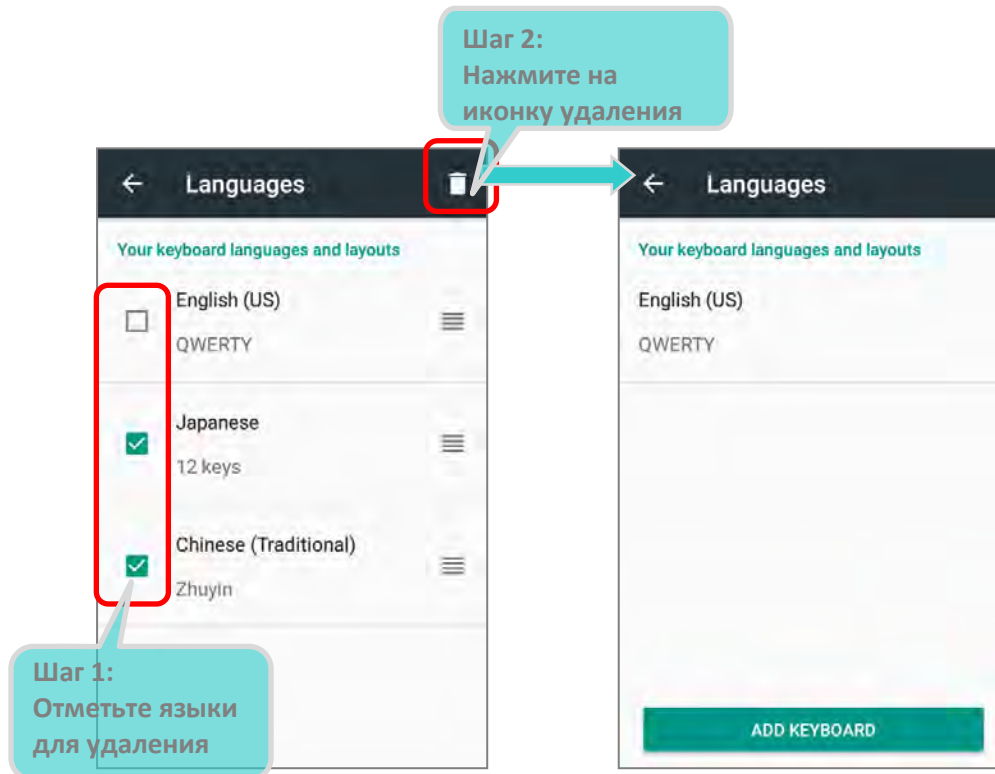 Шаг 2:
Нажмите на
иконку удаления
Languages
Your keyboard languages and layouts
English (US)
QWERTY
Japanese
12 keys
Chinese (Traditional)
Zhuyin
Шаг 1:
Отметьте языки
для удаления
Languages
Your keyboard languages and layouts
English (US)
QWERTY
ADD KEYBOARD